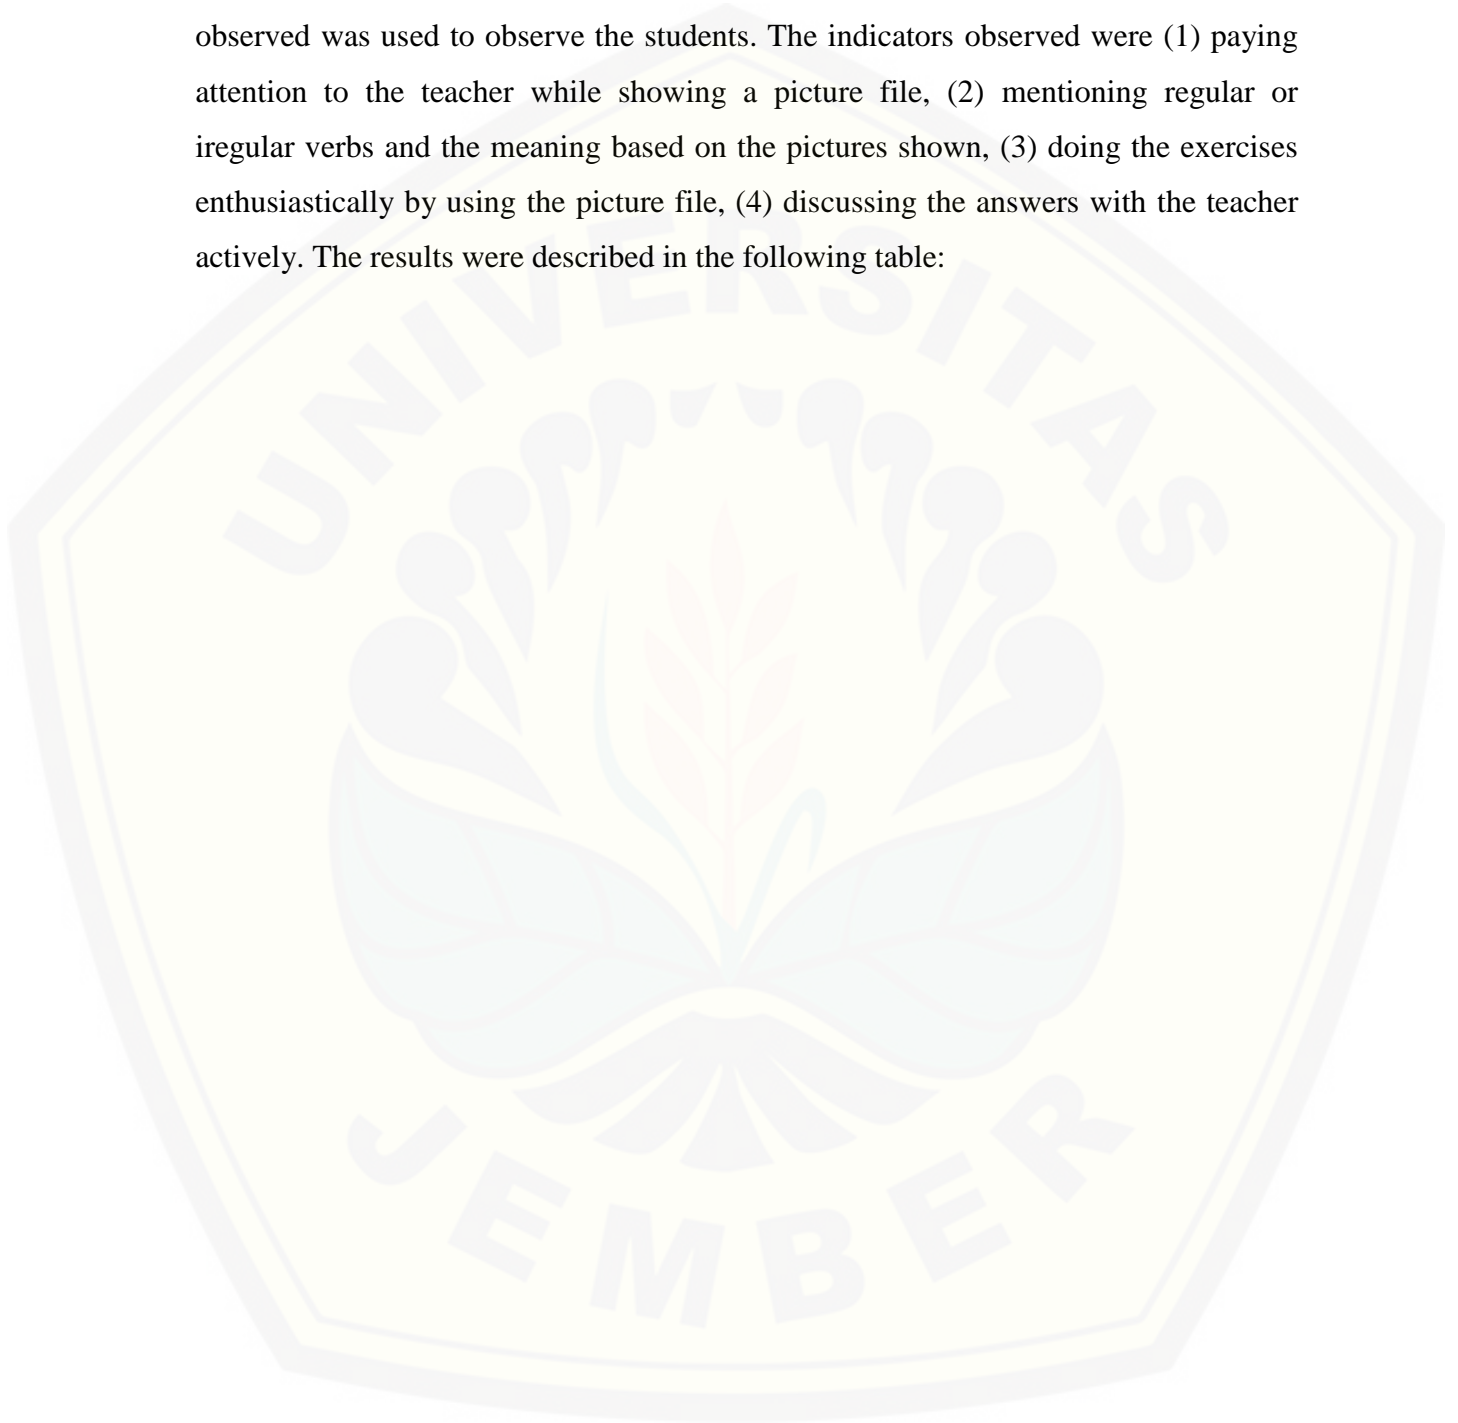 observed was used to observe the students. The indicators observed were (1) paying
attention to the teacher while showing a picture file, (2) mentioning regular or
iregular verbs and the meaning based on the pictures shown, (3) doing the exercises
enthusiastically by using the picture file, (4) discussing the answers with the teacher
actively. The results were described in the following table:
UNIVERSITAS
JEMBER